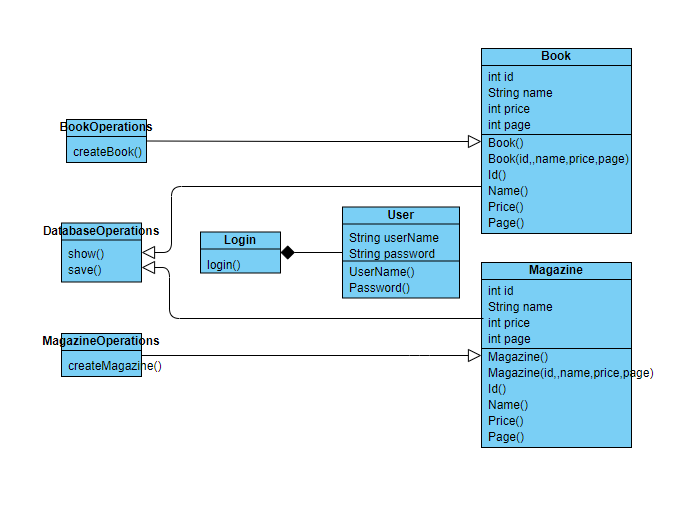 Book
int id
String name
int price
int page
Book()
Book(id,,name,price,page)
Id()
Name()
Price()
Page()
BookOperations
createBook()
DatabaseOperations
show()
save()
Login
login()
User
String userName
String password
UserName()
Password()
Magazine
int id
String name
int price
int page
Magazine()
Magazine(id,,name,price,page)
Id()
Name()
Price()
Page()
MagazineOperations
createMagazine()